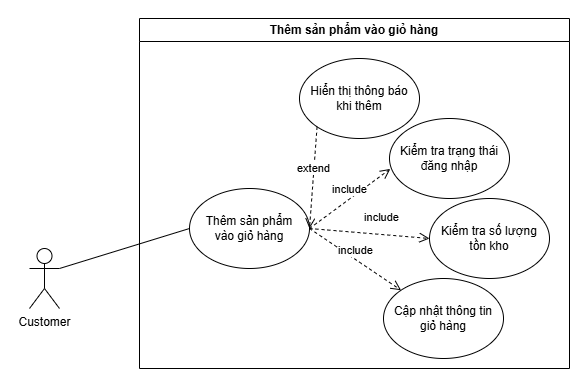 Thêm sản phẩm vào giỏ hàng
Hiển thị thông báo
khi thêm
Kiểm tra trạng thái
đăng nhập
extend
include
Thêm sản phẩm
vào giỏ hàng
include
Kiểm tra số lượng
tồn kho
include
Cập nhật thông tin
giỏ hàng
Customer